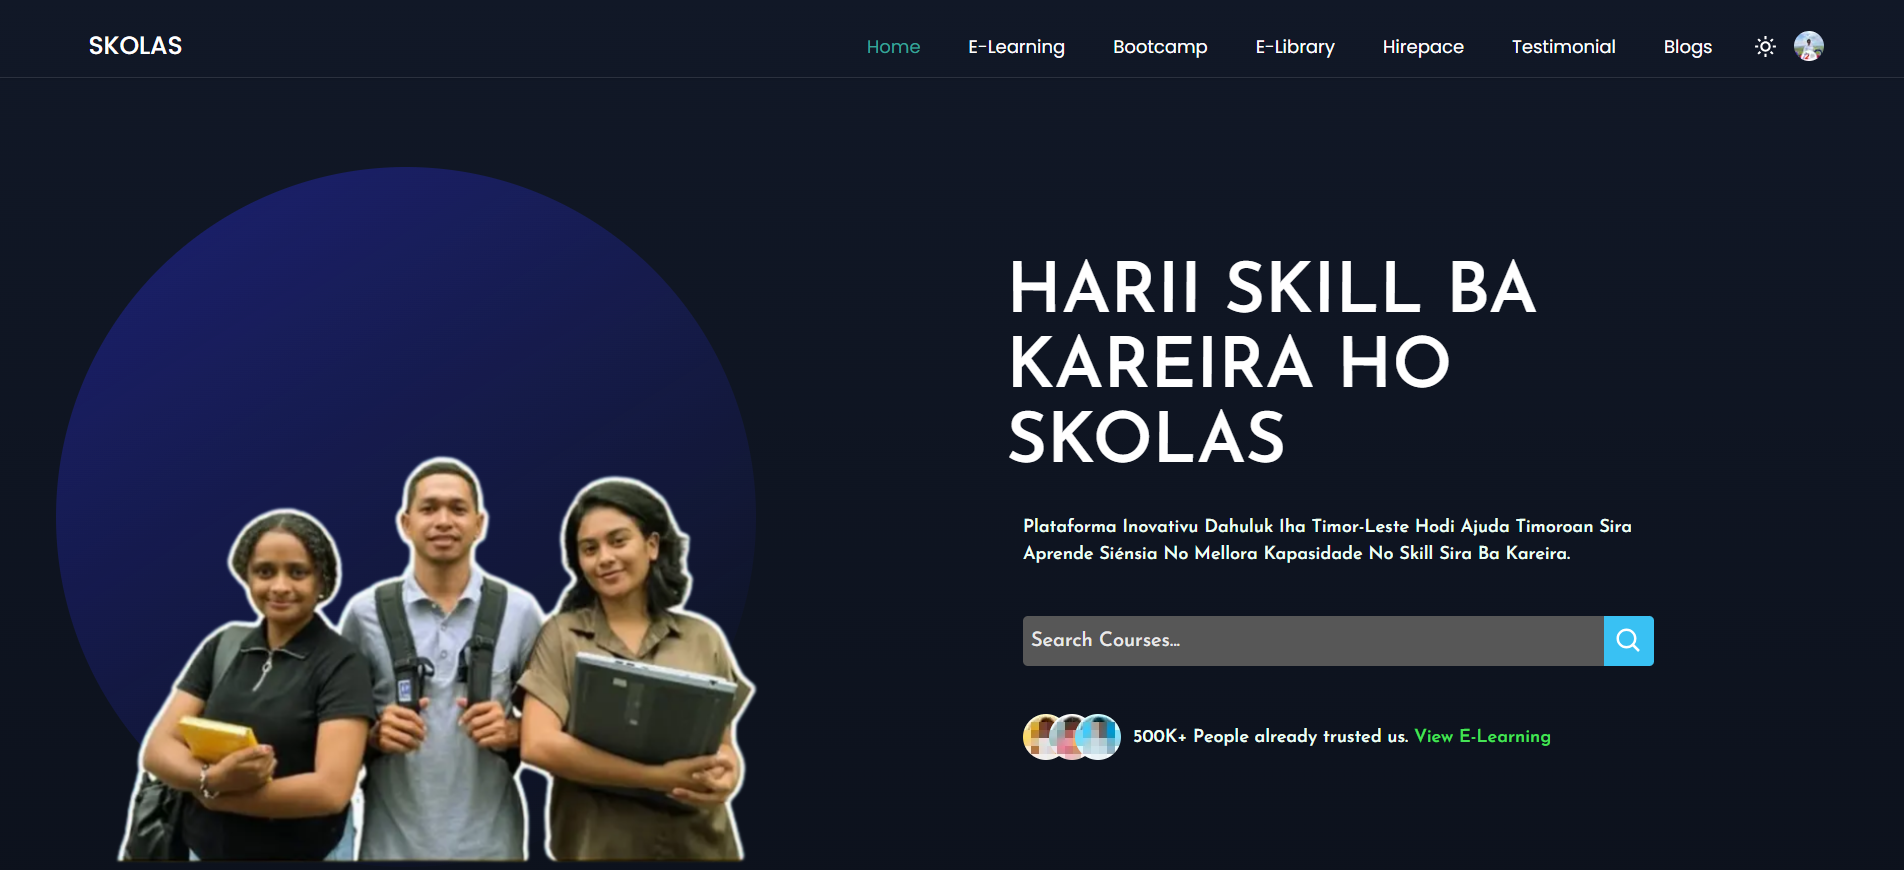 SKOLAS
Home E-Learning Bootcamp E-Library Hirepace Testimonial Blogs
HARII SKILL BA
KAREIRA HO
SKOLAS
Plataforma Inovativu Dahuluk Iha Timor-Leste Hodi Ajuda Timoroan Sira
Aprende Siénsia No Mellora Kapasidade No Skill Sira Ba Kareira.
Search Courses...
500K+ People already trusted us. View E-Learning